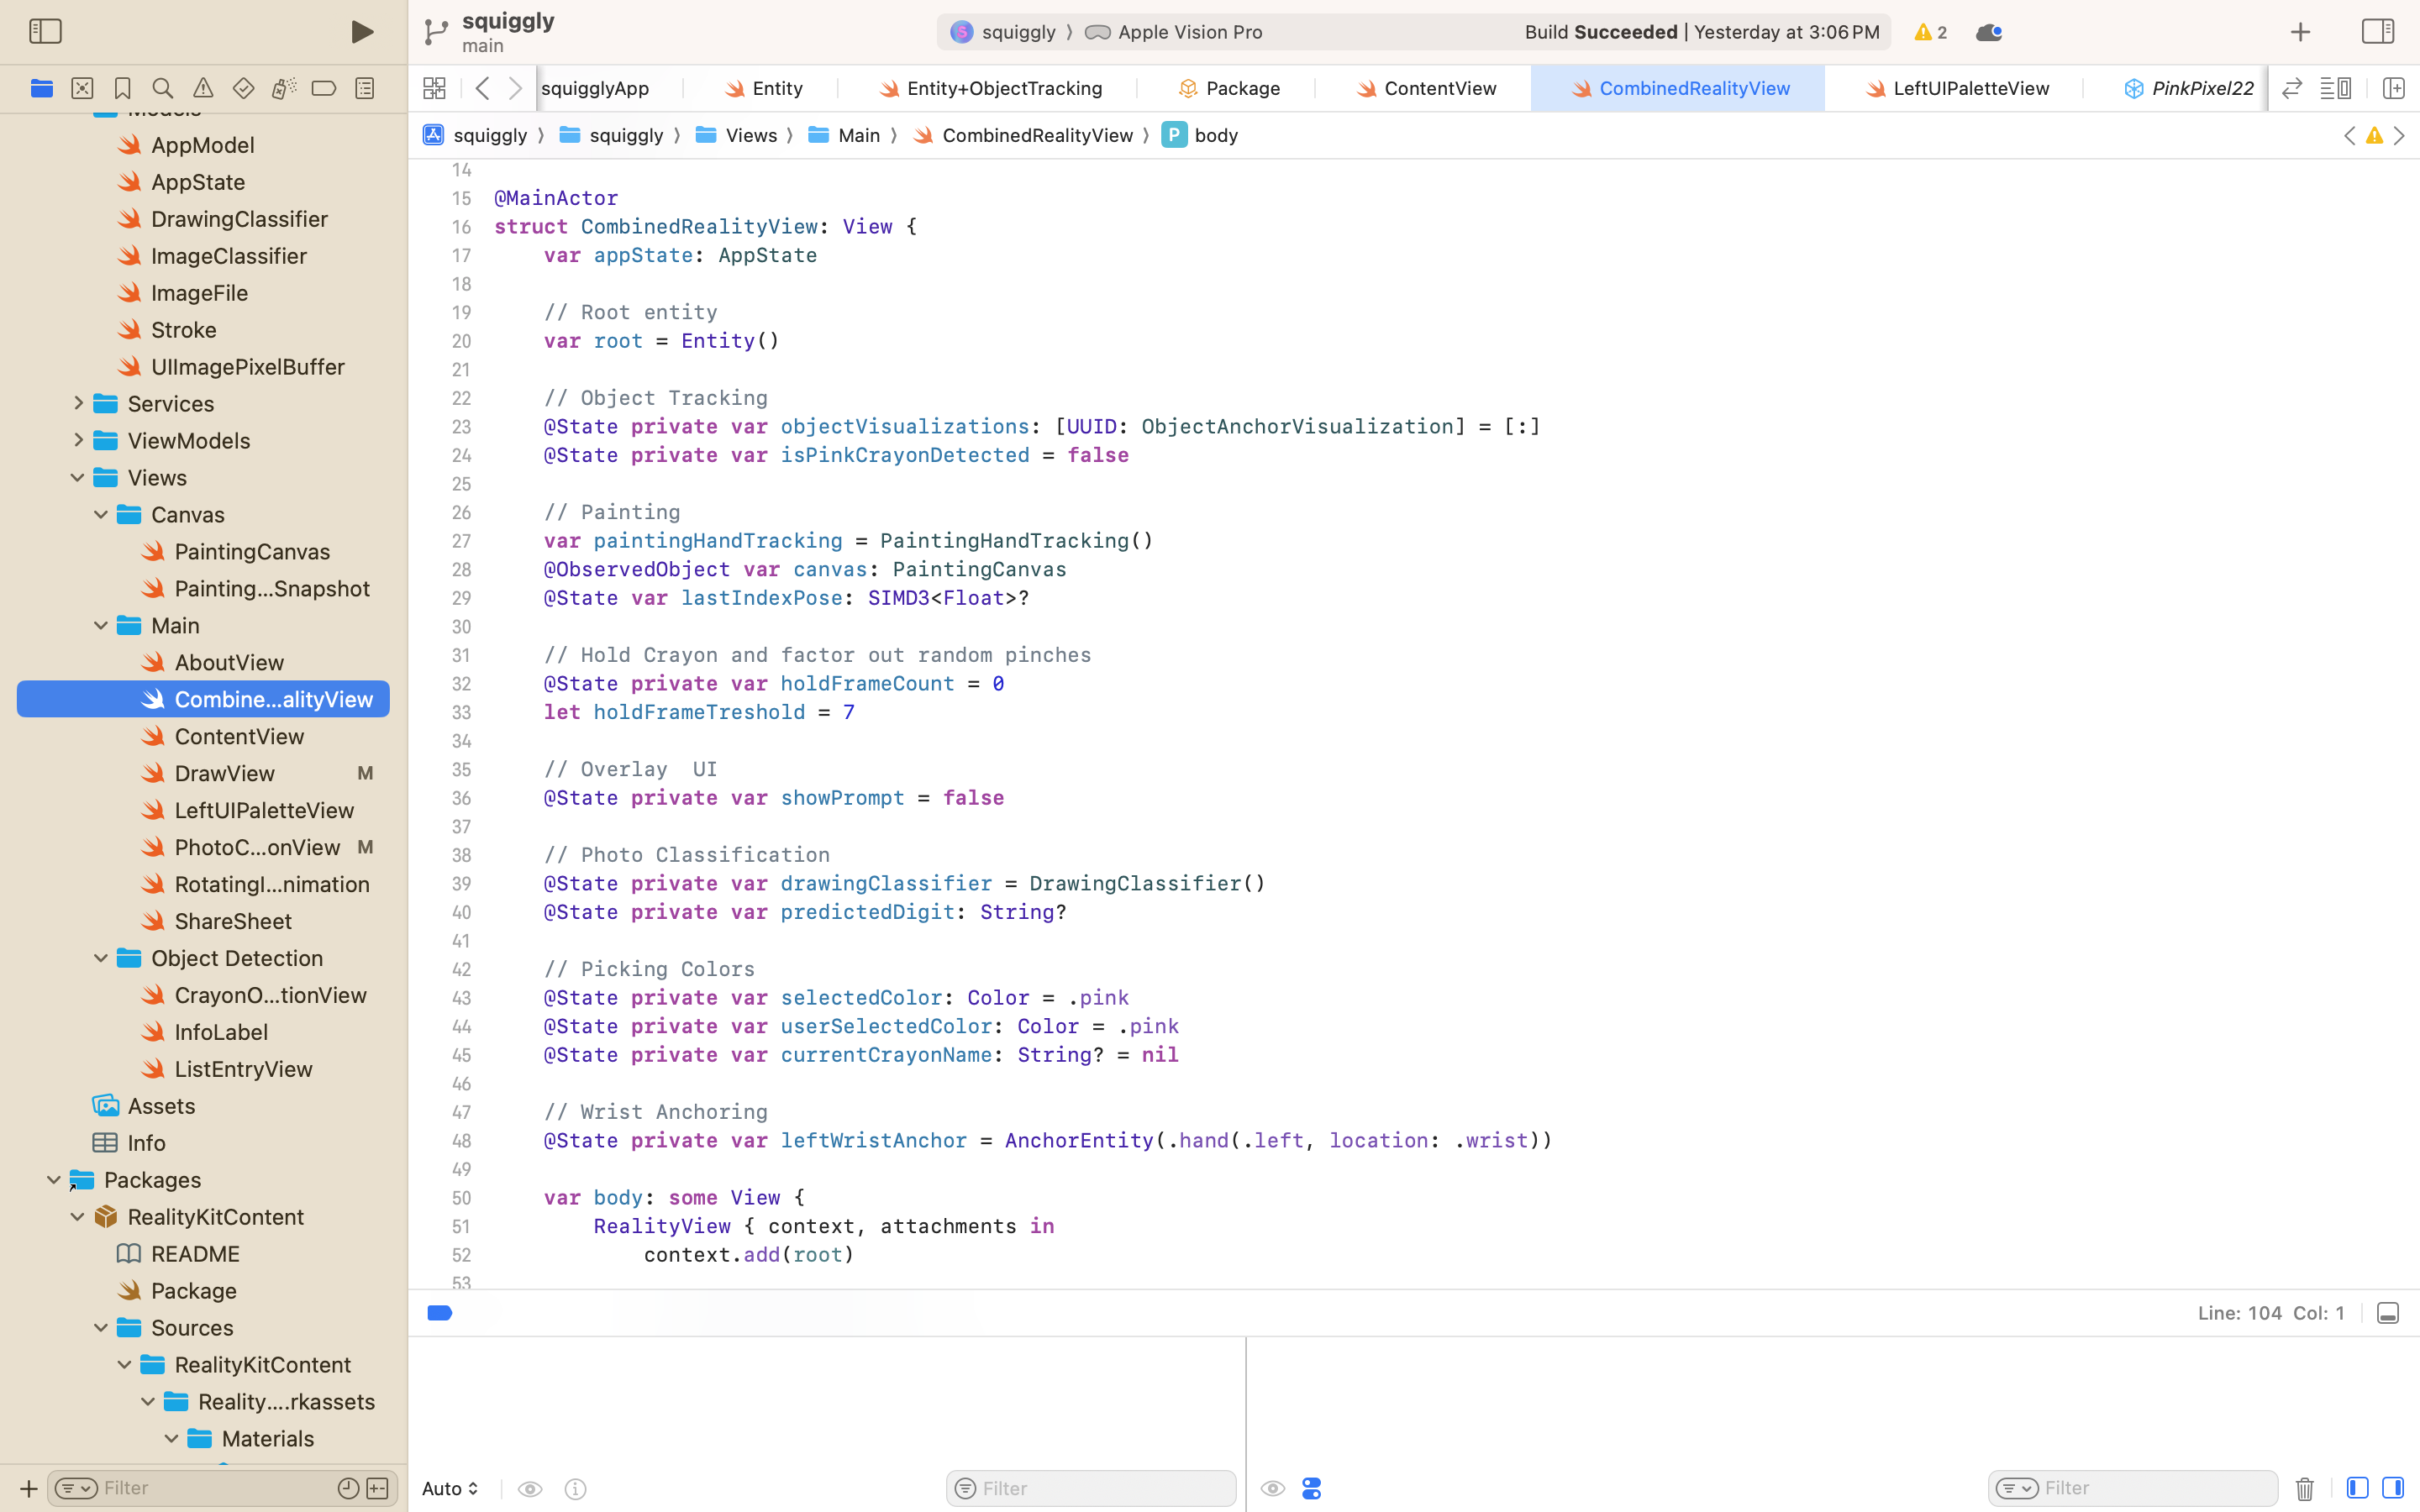 squiggly
main
squiggly 〉 Apple Vision Pro
Build Succeeded | Yesterday at 3:06 PM
2
squigglyApp
Entity
Entity+ObjectTracking
Package
ContentView
CombinedRealityView
LeftUIPaletteView
PinkPixel22
squiggly 〉 squiggly 〉 Views 〉 Main 〉 CombinedRealityView 〉 P body
Models
AppModel
AppState
DrawingClassifier
ImageClassifier
ImageFile
Stroke
UIImagePixelBuffer
Services
ViewModels
Views
Canvas
PaintingCanvas
Painting...Snapshot
Main
AboutView
Combine...alityView
ContentView
DrawView M
LeftUIPaletteView
PhotoC...onView M
RotatingI...nimation
ShareSheet
Object Detection
CrayonO...tionView
InfoLabel
ListEntryView
Assets
Info
Packages
RealityKitContent
README
Package
Sources
RealityKitContent
Reality....rkassets
Materials
Filter
14
15 @MainActor
16 struct CombinedRealityView: View {
17     var appState: AppState
18
19     // Root entity
20     var root = Entity()
21
22     // Object Tracking
23     @State private var objectVisualizations: [UUID: ObjectAnchorVisualization] = [:]
24     @State private var isPinkCrayonDetected = false
25
26     // Painting
27     var paintingHandTracking = PaintingHandTracking()
28     @ObservedObject var canvas: PaintingCanvas
29     @State var lastIndexPose: SIMD3<Float>?
30
31     // Hold Crayon and factor out random pinches
32     @State private var holdFrameCount = 0
33     let holdFrameTreshold = 7
34
35     // Overlay  UI
36     @State private var showPrompt = false
37
38     // Photo Classification
39     @State private var drawingClassifier = DrawingClassifier()
40     @State private var predictedDigit: String?
41
42     // Picking Colors
43     @State private var selectedColor: Color = .pink
44     @State private var userSelectedColor: Color = .pink
45     @State private var currentCrayonName: String? = nil
46
47     // Wrist Anchoring
48     @State private var leftWristAnchor = AnchorEntity(.hand(.left, location: .wrist))
49
50     var body: some View {
51         RealityView { context, attachments in
52             context.add(root)
53
Line: 104 Col: 1
Auto
Filter
Filter